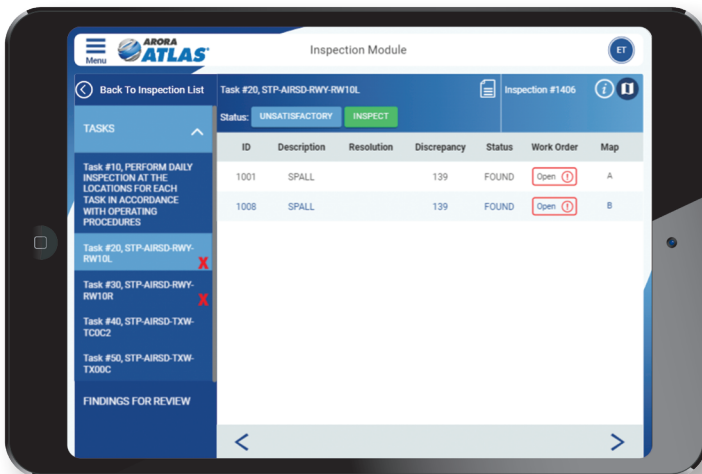 Menu
ARORA
ATLAS
Inspection Module
ET
Back To Inspection List
Task #20, STP-AIRSD-RWY-RW10L
Inspection #1406
i
Status: UNSATISFACTORY INSPECT
TASKS
ID Description Resolution Discrepancy Status Work Order Map
1001 SPALL 139 FOUND Open ! A
1008 SPALL 139 FOUND Open ! B
Task #10, PERFORM DAILY
INSPECTION AT THE
LOCATIONS FOR EACH
TASK IN ACCORDANCE
WITH OPERATING
PROCEDURES
Task #20, STP-AIRSD-RWY-
RW10L
X
Task #30, STP-AIRSD-RWY-
RW10R
X
Task #40, STP-AIRSD-TXW-
TC0C2
Task #50, STP-AIRSD-TXW-
TX00C
FINDINGS FOR REVIEW